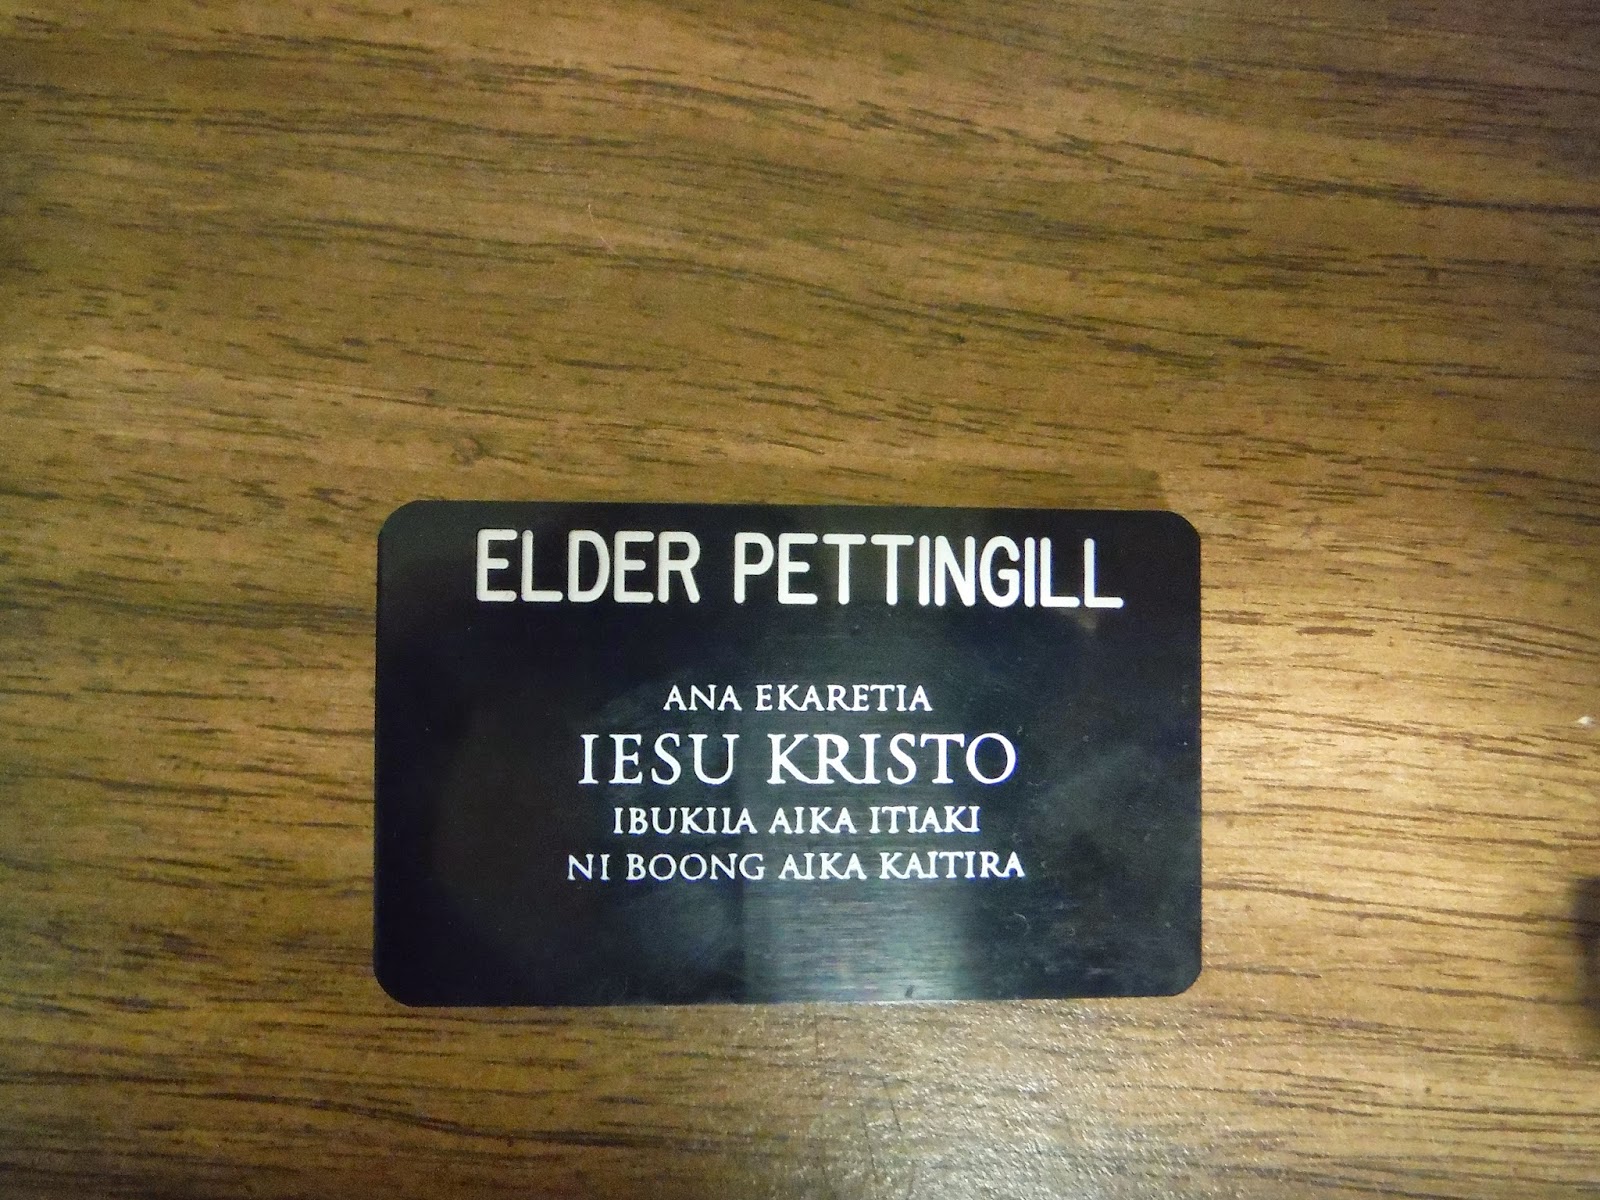 ELDER PETTINGILL
ANA EKARETIA
IESU KRISTO
IBUKIIA AIKA ITIAKI
NI BOONG AIKA KAITIRA